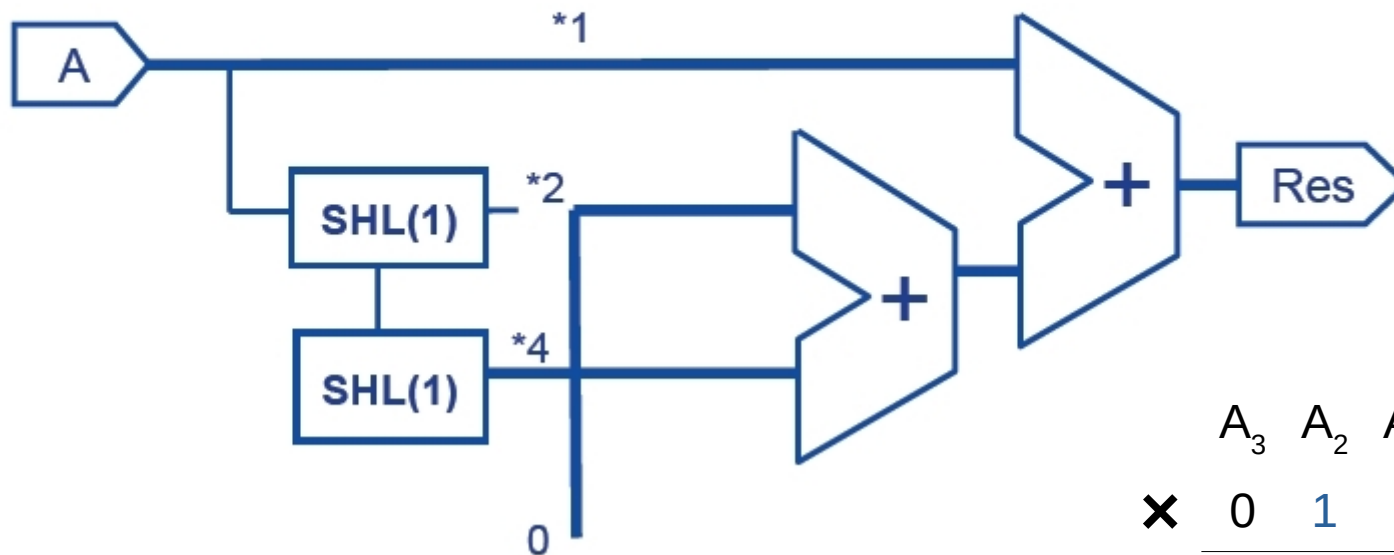 *1
A
SHL(1)
*2
+
+
Res
*4
SHL(1)
A₃ A₂
× 0 1
0